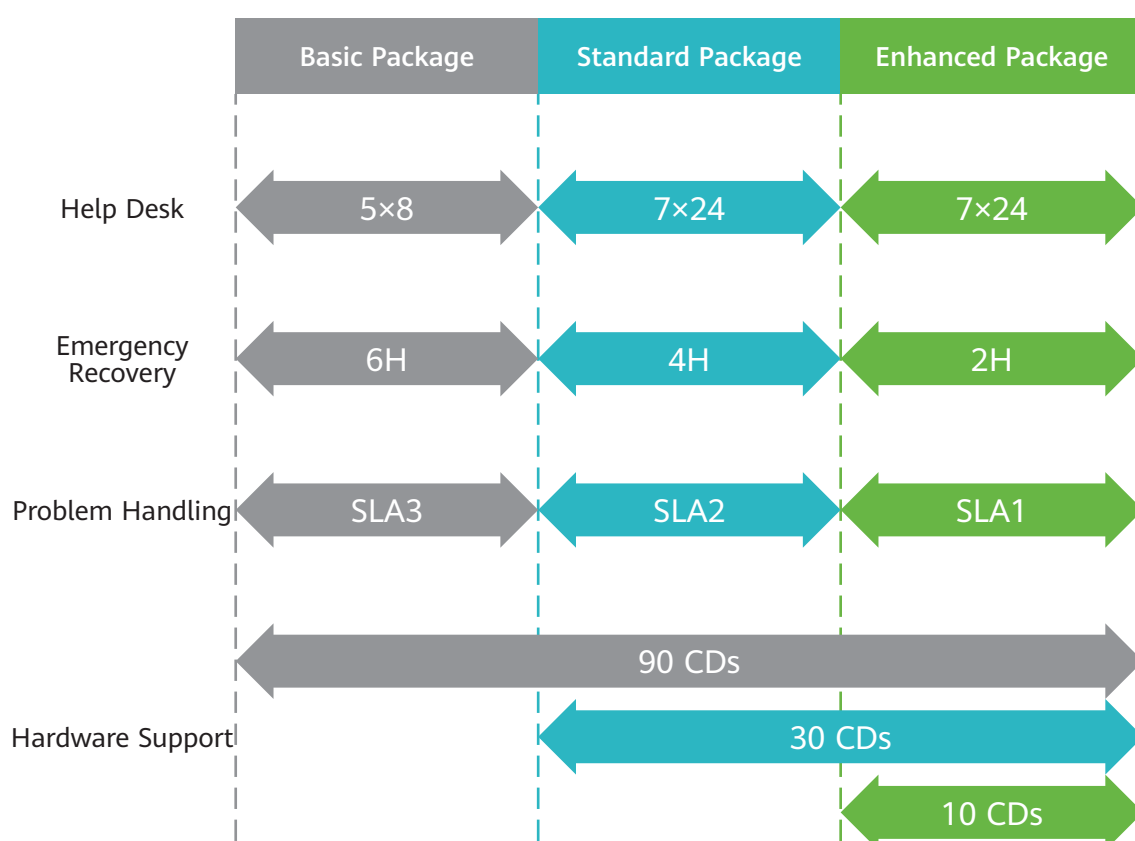 Basic Package
Standard Package
Enhanced Package
Help Desk
5×8
7×24
7×24
Emergency
Recovery
6H
4H
2H
Problem Handling
SLA3
SLA2
SLA1
90 CDs
Hardware Support
30 CDs
10 CDs